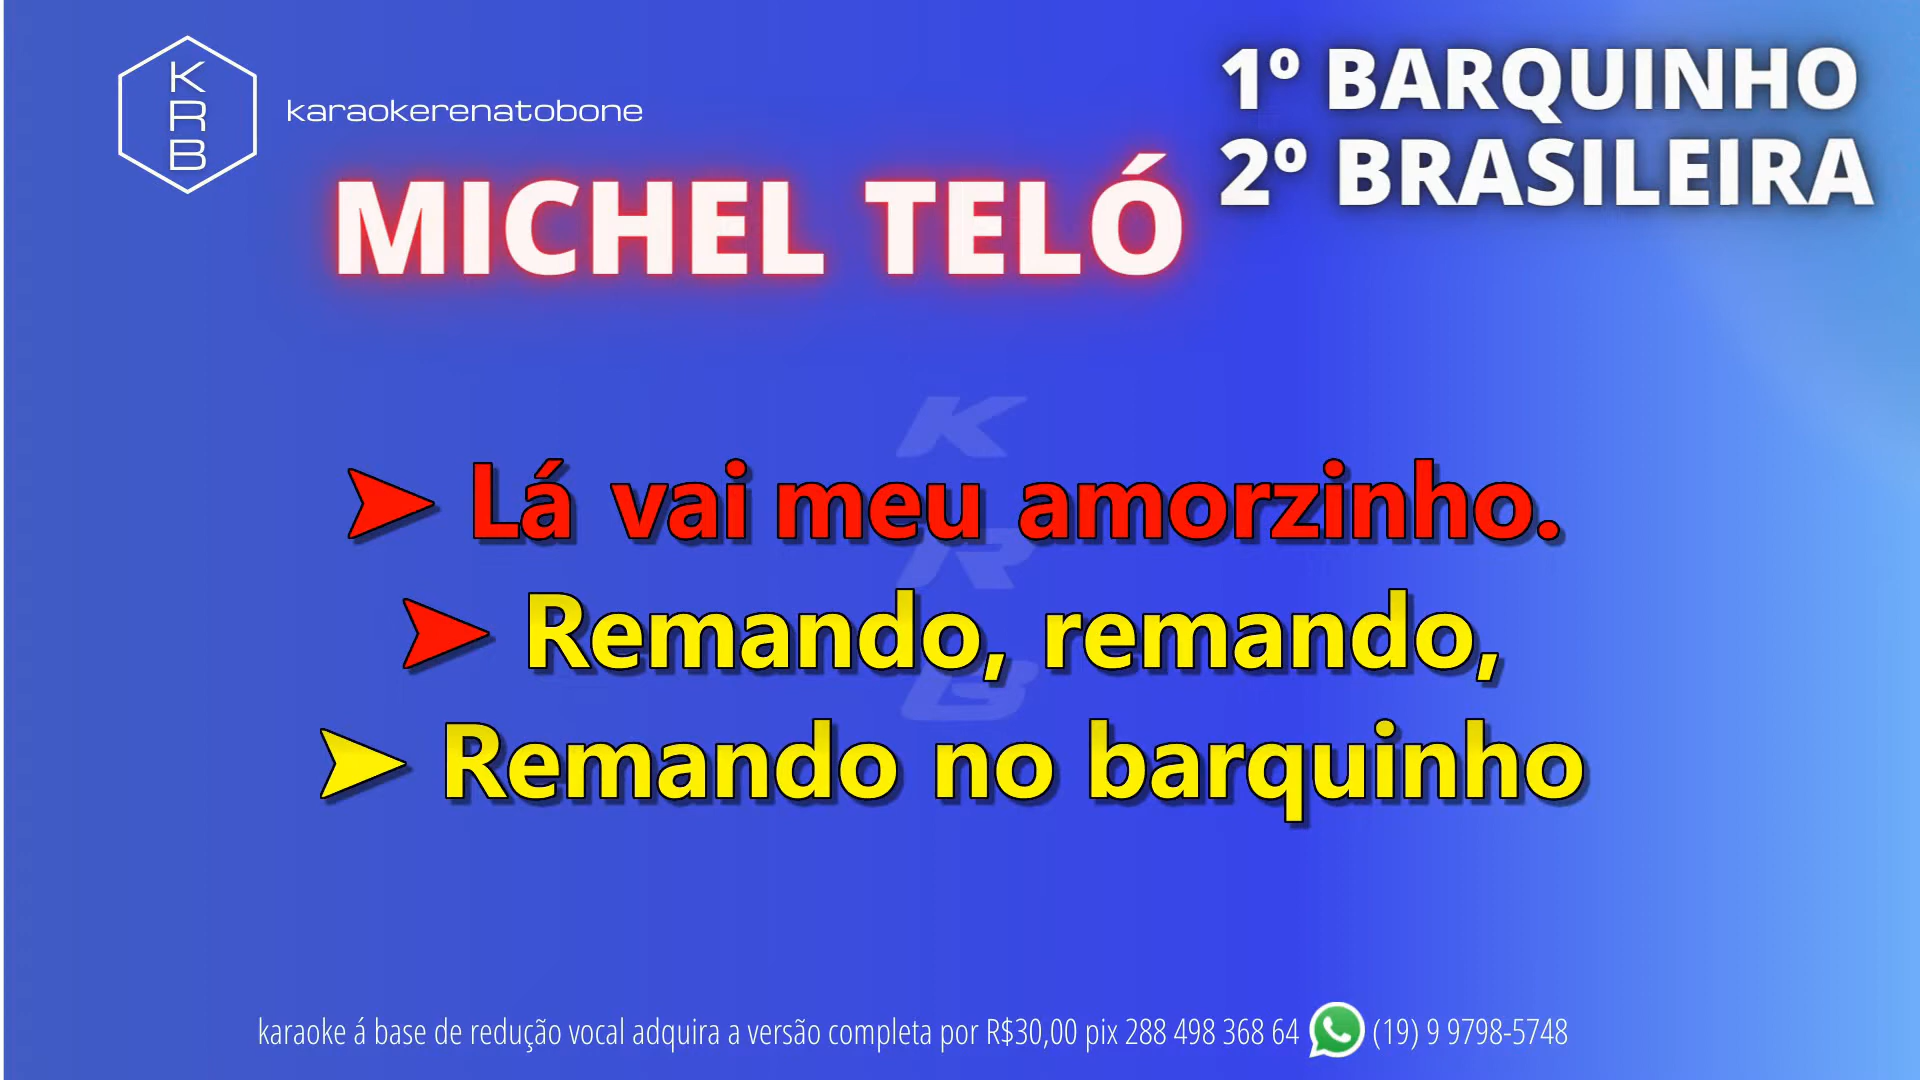 K
R
B
karaokerenatobone
1º BARQUINHO
2º BRASILEIRA
MICHEL TELÓ
K
R
B
➤ Lá vai meu amorzinho.
➤ Remando, remando,
➤ Remando no barquinho
karaoke á base de redução vocal adquira a versão completa por R$30,00 pix 288 498 368 64 (19) 9 9798-5748